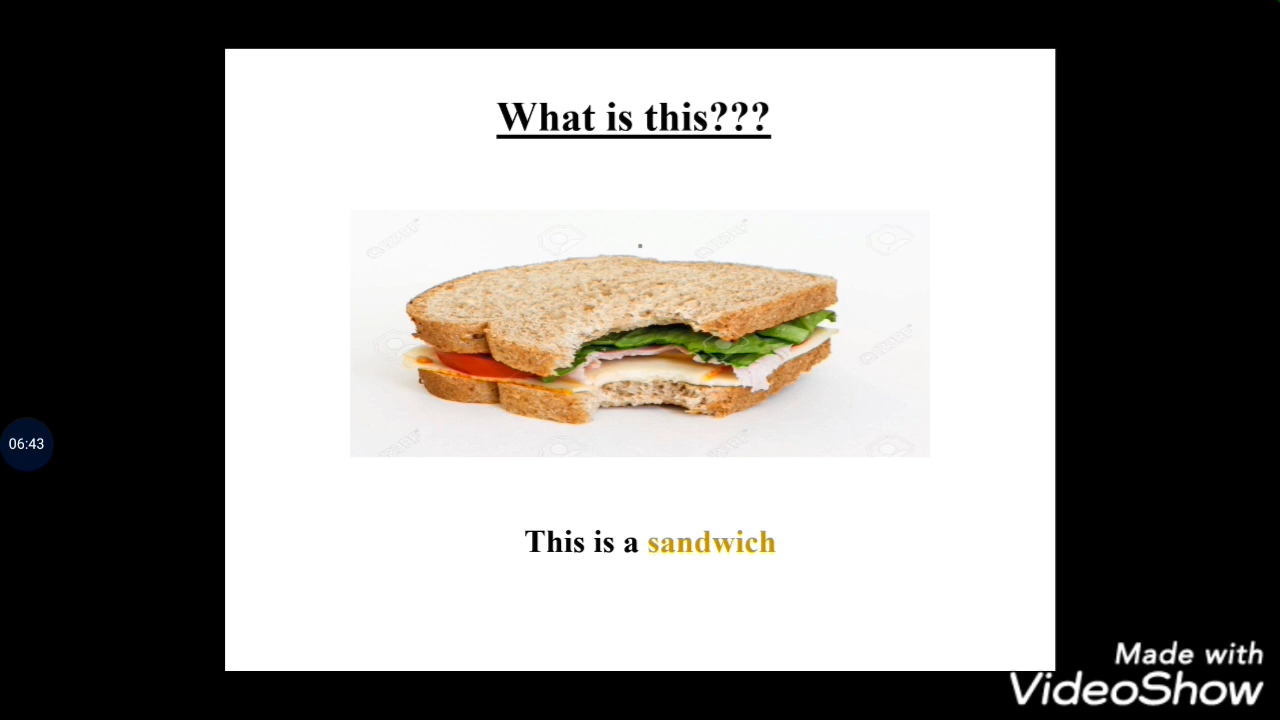 What is this???
06:43
This is a sandwich
Made with
VideoShow